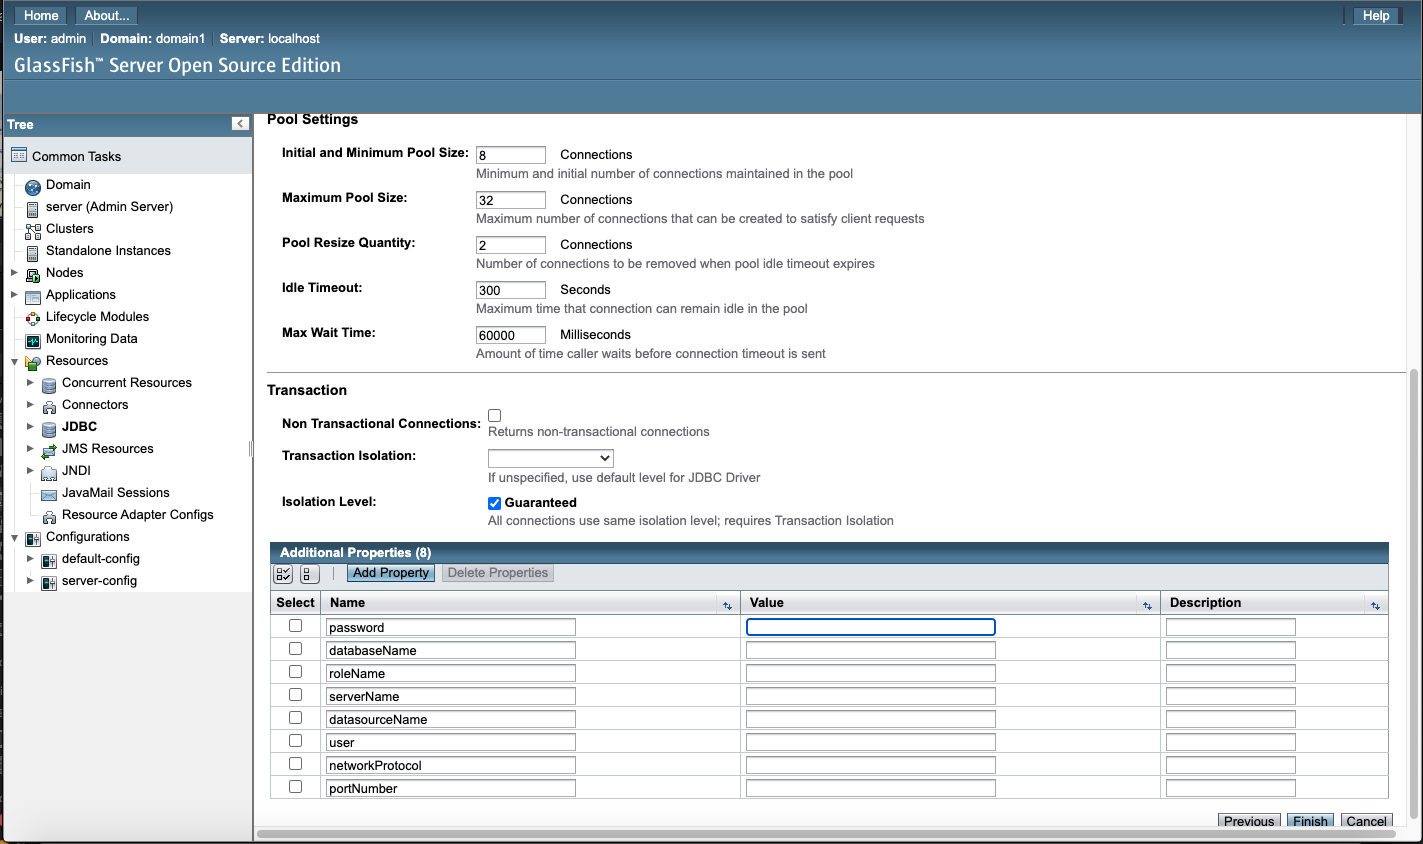 Home About... Help
User: admin Domain: domain1 Server: localhost
GlassFish™ Server Open Source Edition
Tree
Common Tasks
Domain
server (Admin Server)
Clusters
Standalone Instances
Nodes
Applications
Lifecycle Modules
Monitoring Data
Resources
Concurrent Resources
Connectors
JDBC
JMS Resources
JNDI
JavaMail Sessions
Resource Adapter Configs
Configurations
default-config
server-config
Pool Settings
Initial and Minimum Pool Size: 8 Connections
Minimum and initial number of connections maintained in the pool
Maximum Pool Size: 32 Connections
Maximum number of connections that can be created to satisfy client requests
Pool Resize Quantity: 2 Connections
Number of connections to be removed when pool idle timeout expires
Idle Timeout: 300 Seconds
Maximum time that connection can remain idle in the pool
Max Wait Time: 60000 Milliseconds
Amount of time caller waits before connection timeout is sent
Transaction
Non Transactional Connections:
Returns non-transactional connections
Transaction Isolation:
If unspecified, use default level for JDBC Driver
Isolation Level: Guaranteed
All connections use same isolation level; requires Transaction Isolation
Additional Properties (8)
Add Property Delete Properties
Select Name Value Description
password
databaseName
roleName
serverName
datasourceName
user
networkProtocol
portNumber
Previous Finish Cancel